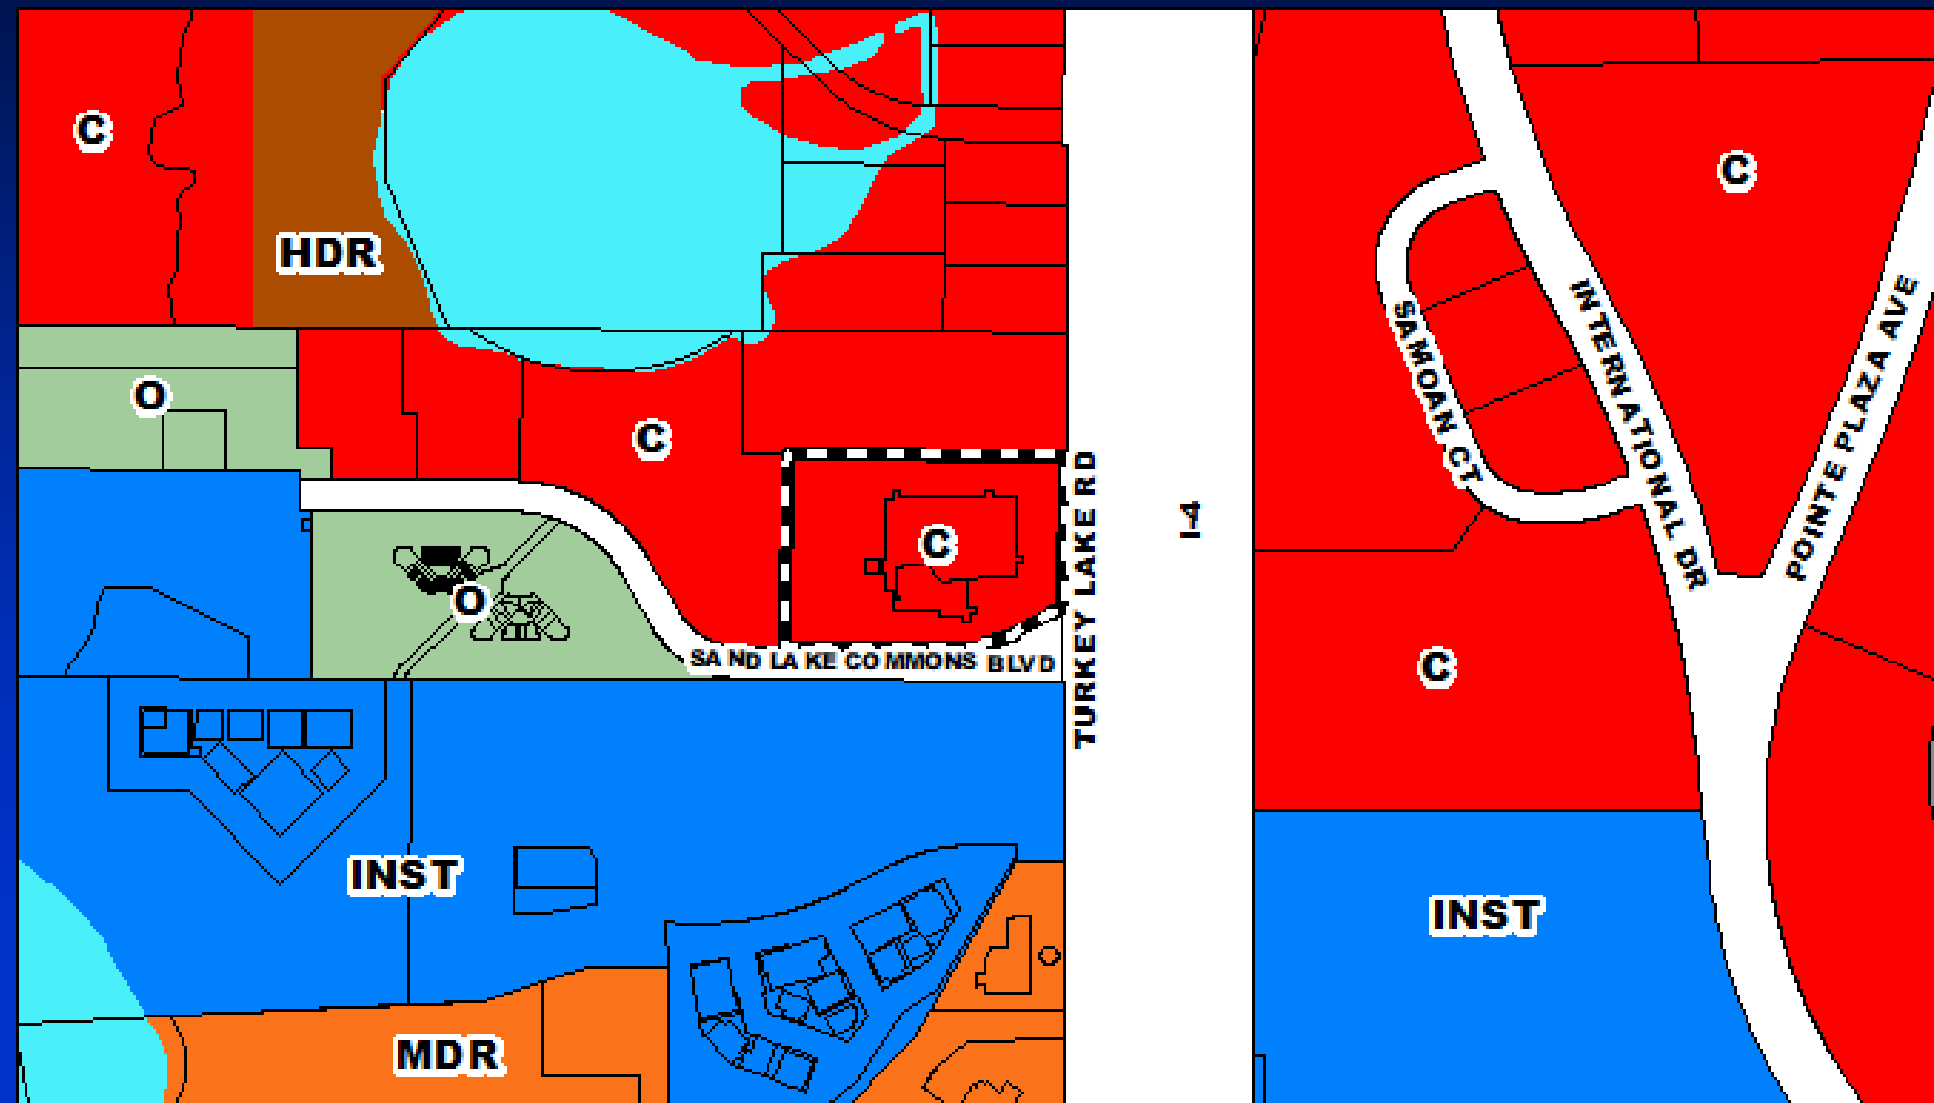 C
C
HDR
INTERNATIONAL DR
POINTE PLAZA AVE
SAMOAN CT
O
C
TURKEY LAKE RD
I-4
C
O
SAND LAKE COMMONS BLVD
C
INST
INST
MDR